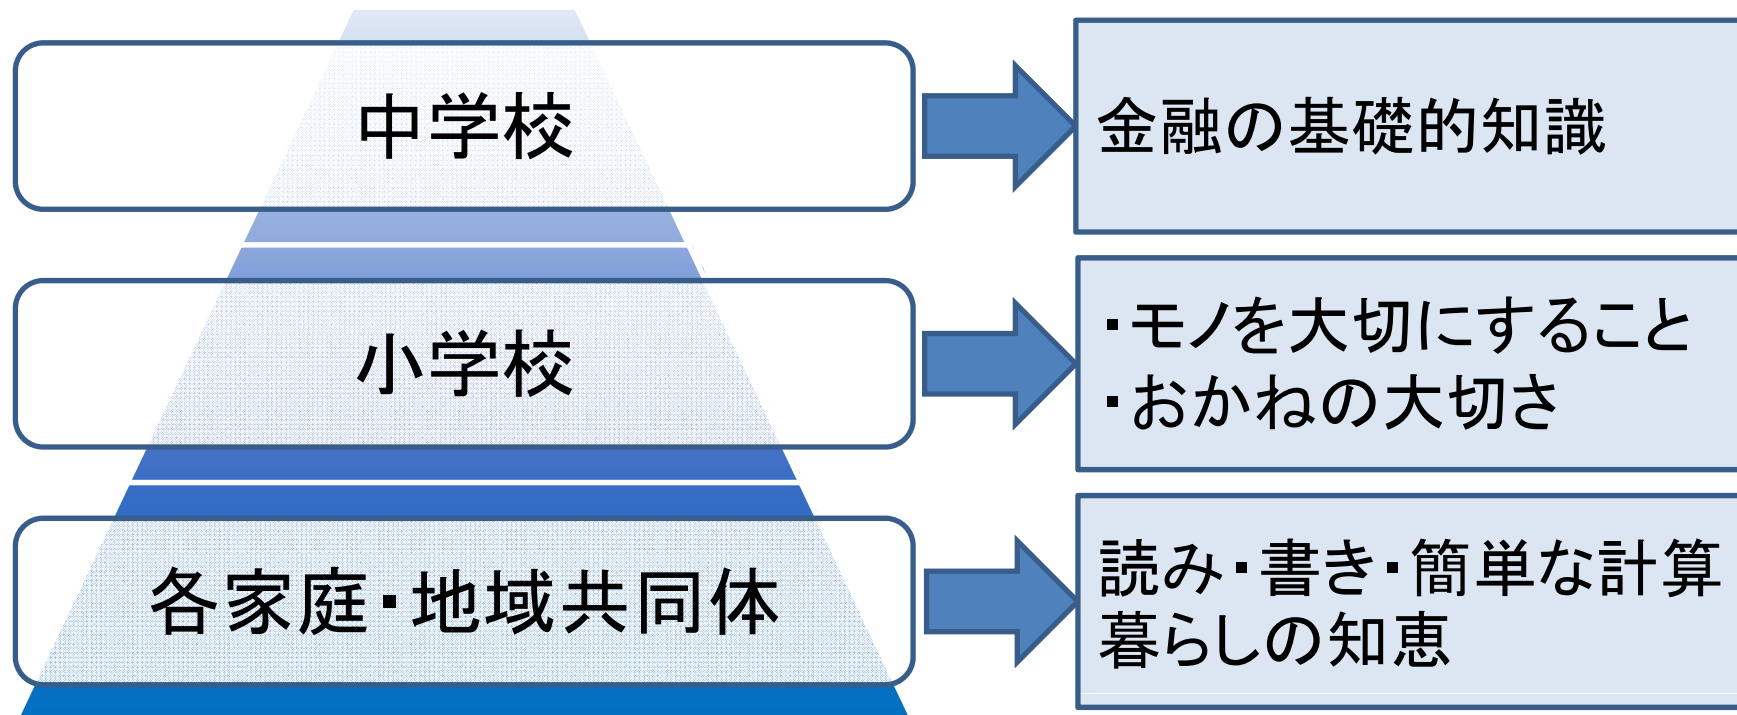 中学校
金融の基礎的知識
小学校
・モノを大切にすること
・おかねの大切さ
各家庭・地域共同体
読み・書き・簡単な計算
暮らしの知恵